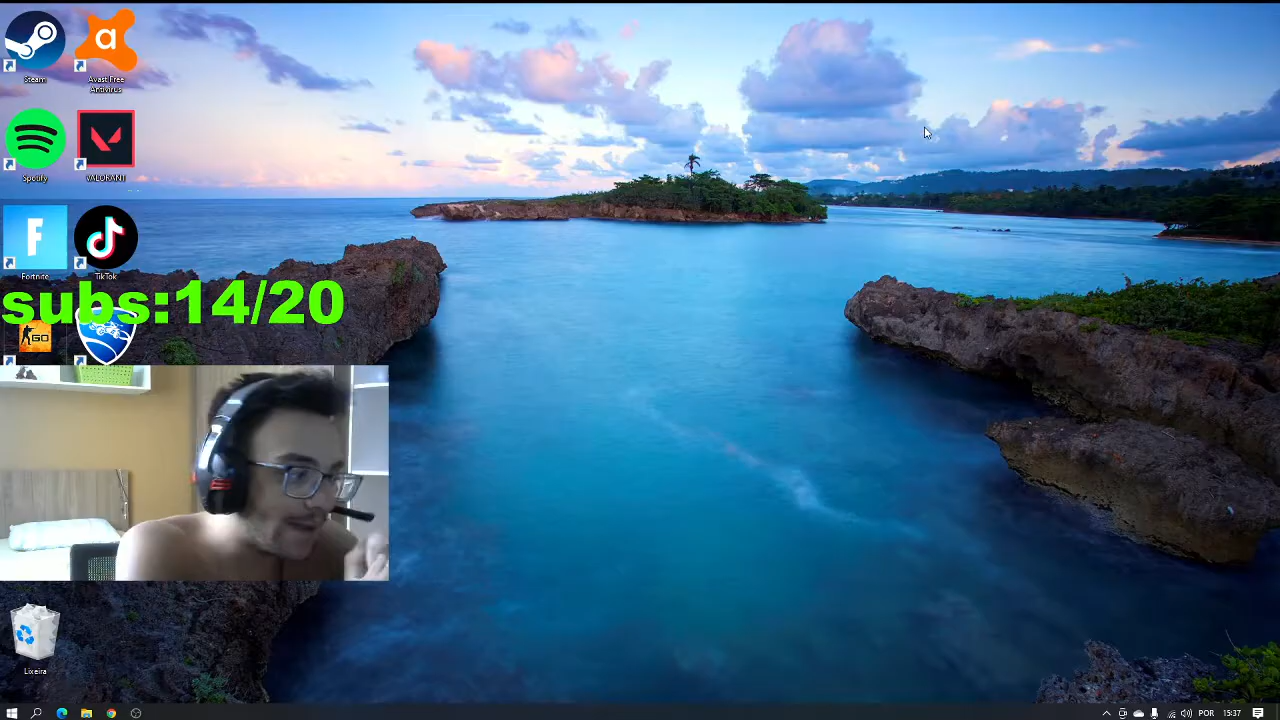 Steam
Avast Free
Antivirus
Spotify
VALORANT
Fortnite
TikTok
subs:14/20
GO
Lixeira
POR
15:37